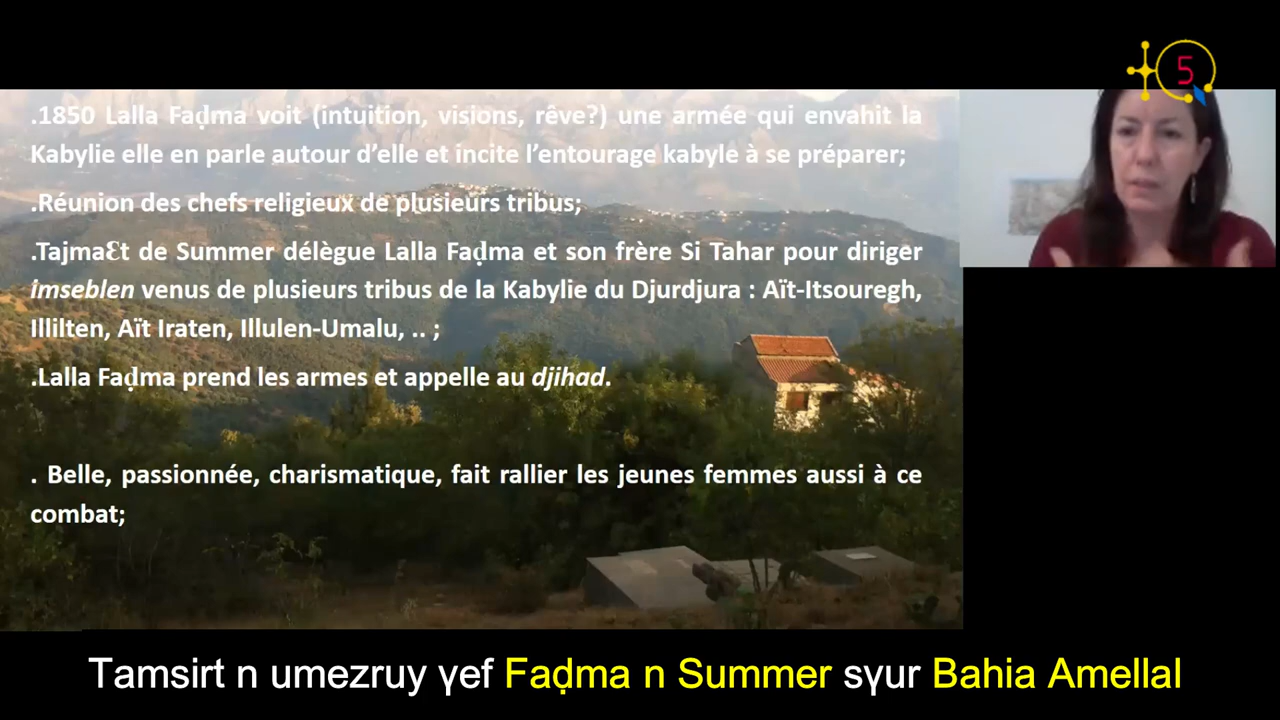 5
.1850 Lalla Faḍma voit (intuition, visions, rêve?) une armée qui envahit la
Kabylie elle en parle autour d’elle et incite l’entourage kabyle à se préparer;
.Réunion des chefs religieux de plusieurs tribus;
.TajmaƐt de Summer délègue Lalla Faḍma et son frère Si Tahar pour diriger
imseblen venus de plusieurs tribus de la Kabylie du Djurdjura : Aït-Itsouregh,
Illilten, Aït Iraten, Illulen-Umalu, .. ;
.Lalla Faḍma prend les armes et appelle au djihad.
. Belle, passionnée, charismatique, fait rallier les jeunes femmes aussi à ce
combat;
Tamsirt n umezruy γef Faḍma n Summer sγur Bahia Amellal